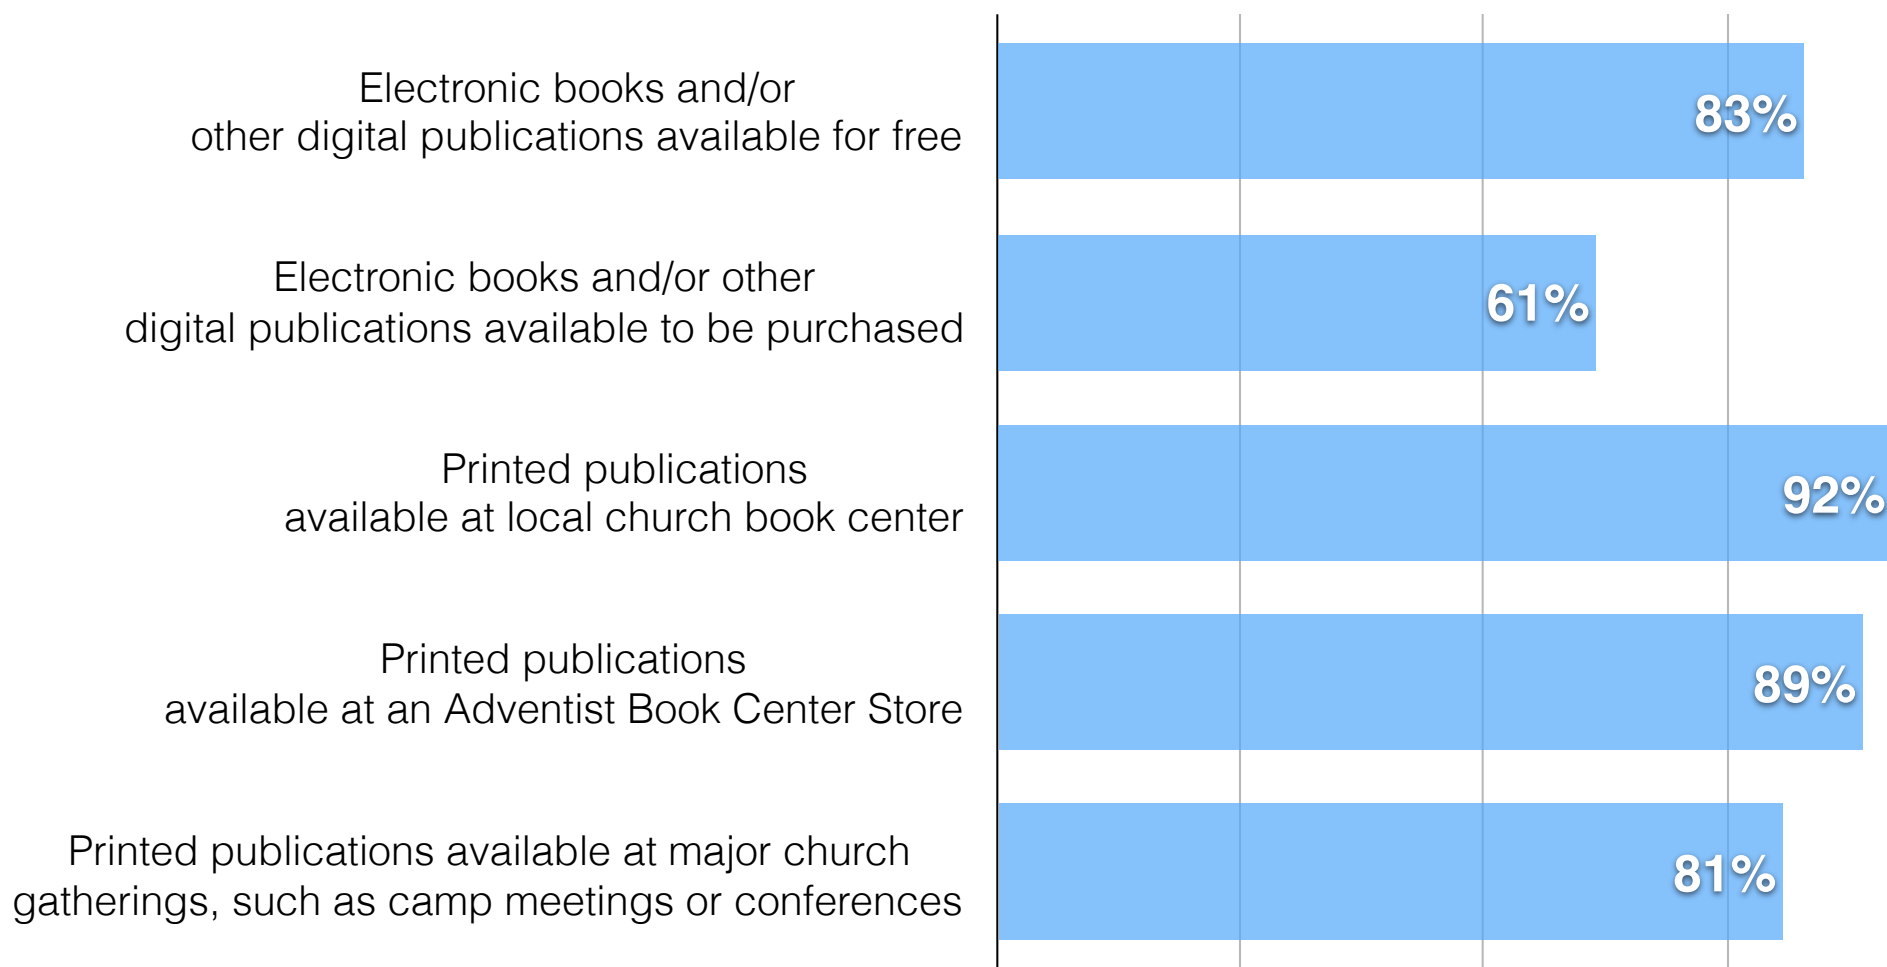 Electronic books and/or
other digital publications available for free
83%
Electronic books and/or other
digital publications available to be purchased
61%
Printed publications
available at local church book center
92%
Printed publications
available at an Adventist Book Center Store
89%
Printed publications available at major church
gatherings, such as camp meetings or conferences
81%